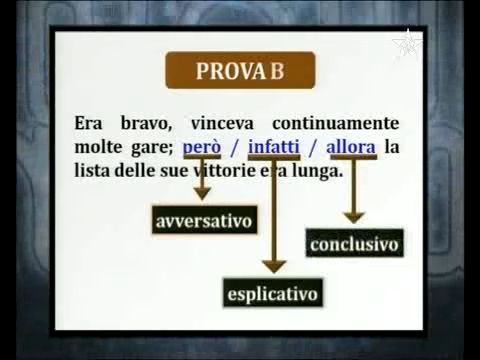 PROVA B
Era bravo, vinceva continuamente
molte gare; però / infatti / allora la
lista delle sue vittorie era lunga.
avversativo
conclusivo
esplicativo